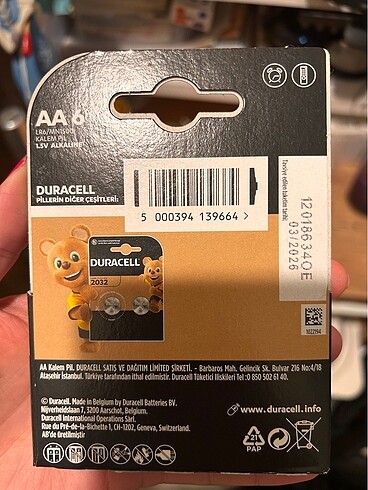 AA 6
LR6/MN1500
KALEM PİL
1.5V ALKALINE
DURACELL
PİLLERİN DİĞER ÇEŞİTLERİ:
5 000394 139664 >
Tavsiye edilen tüketim tarihi:
12018634OE
03/2026
DURACELL
2032
1022994
AA Kalem Pil. DURACELL SATIŞ VE DAĞITIM LİMİTED ŞİRKETİ. - Barbaros Mah. Gelincik Sk. Bulvar 216 No:4/18
Ataşehir İstanbul. Türkiye tarafından ithal edilmistir. Duracell Tüketici İlişkileri Tel:0 850 502 61 40.
© Duracell. Made in Belgium by Duracell Batteries BV.
Nijverheidslaan 7, 3200 Aarschot, Belgium.
Duracell International Operations Sàrl.
Rue du Pré-de-la-Bichette 1, CH-1202, Geneva, Switzerland.
AB'de üretilmiştir
www.duracell.info
21
PAP